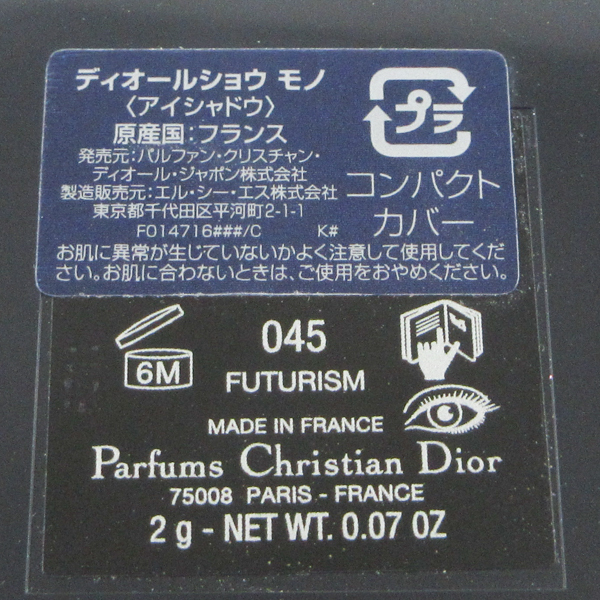 ディオールショウ モノ
〈アイシャドウ〉
原産国:フランス
発売元:パルファン・クリスチャン・
ディオール・ジャポン株式会社
製造販売元:エル・シー・エス株式会社
東京都千代田区平河町2-1-1
F014716###/C K#
プラ
コンパクト
カバー
お肌に異常が生じていないかよく注意して使用してくだ
さい。お肌に合わないときは、ご使用をおやめください。
6M
045
FUTURISM
MADE IN FRANCE
Parfums Christian Dior
75008 PARIS - FRANCE
2 g - NET WT. 0.07 OZ